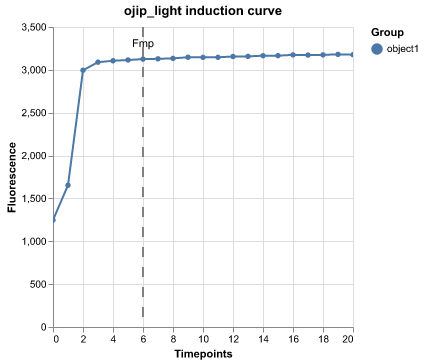 ojip_light induction curve
Group
object1
Fmp
3,500
3,000
2,500
2,000
1,500
1,000
500
0
Fluorescence
0 2 4 6 8 10 12 14 16 18 20
Timepoints